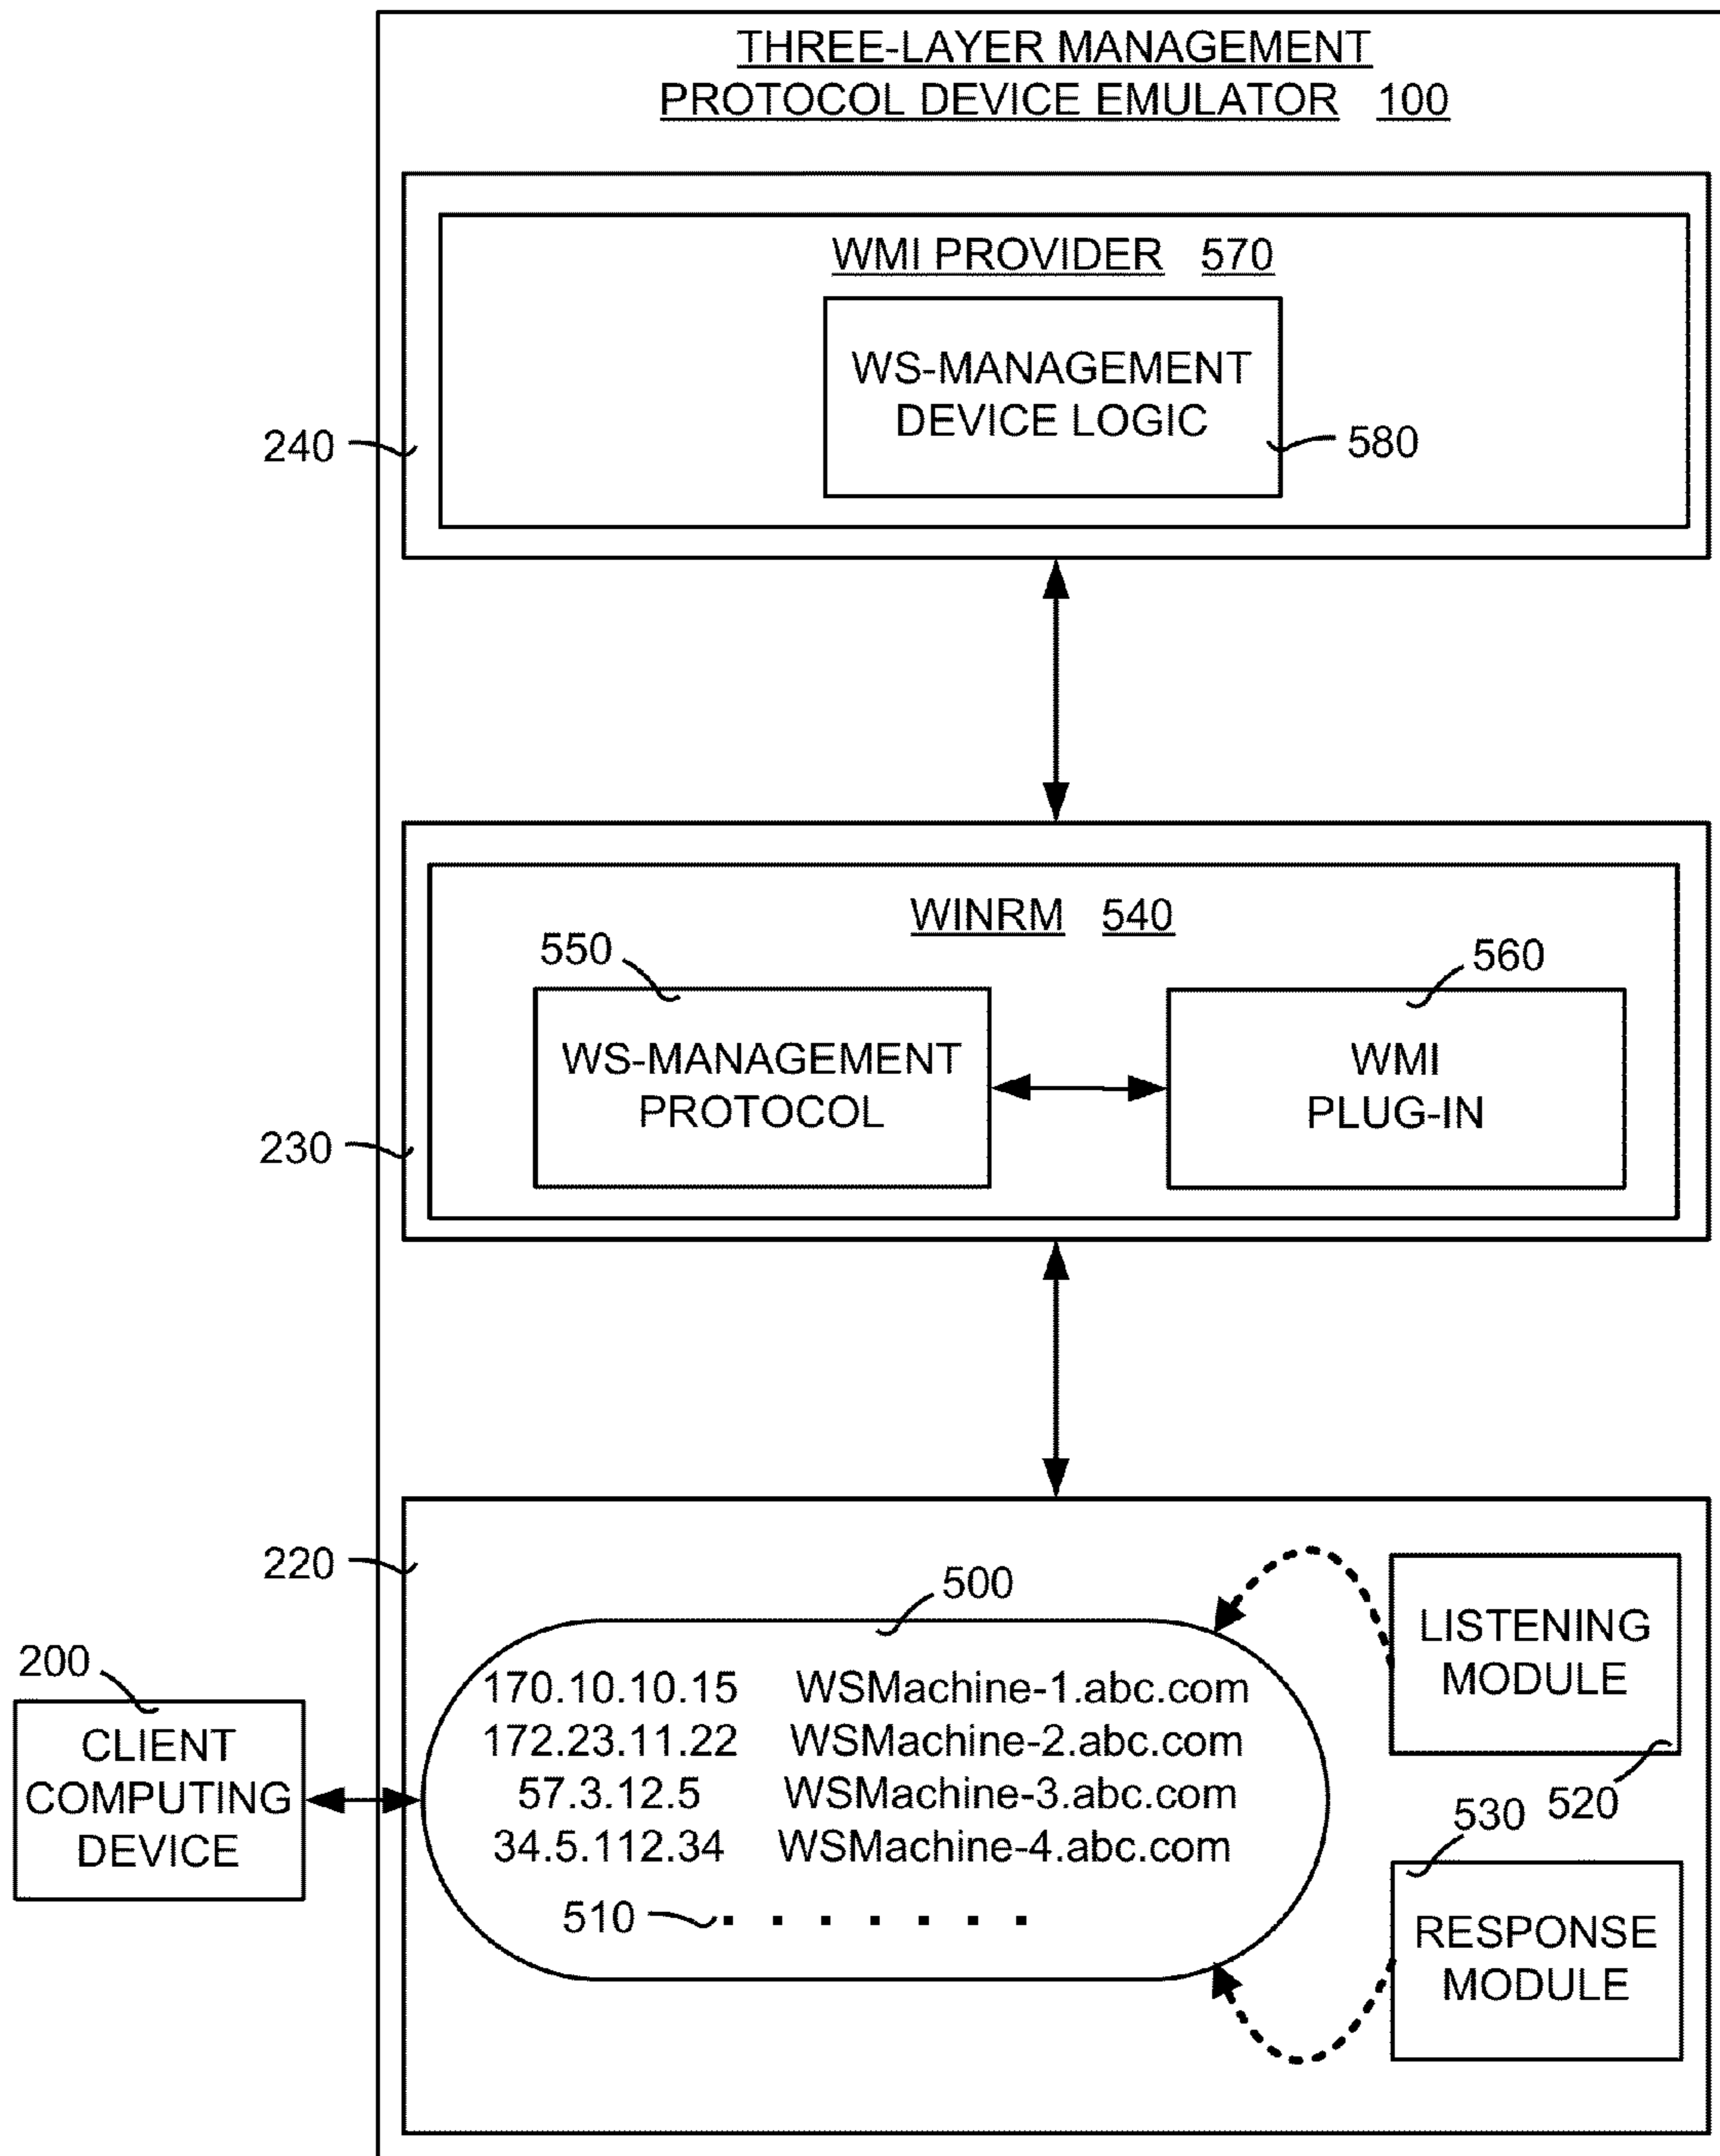 THREE-LAYER MANAGEMENT
PROTOCOL DEVICE EMULATOR 100
WMI PROVIDER 570
WS-MANAGEMENT
DEVICE LOGIC
240
580
WINRM 540
550
560
WS-MANAGEMENT
PROTOCOL
WMI
PLUG-IN
230
220
500
LISTENING
MODULE
520
200
CLIENT
COMPUTING
DEVICE
170.10.10.15 WSMachine-1.abc.com
172.23.11.22 WSMachine-2.abc.com
57.3.12.5 WSMachine-3.abc.com
34.5.112.34 WSMachine-4.abc.com
510 . . . . . . .
530
RESPONSE
MODULE